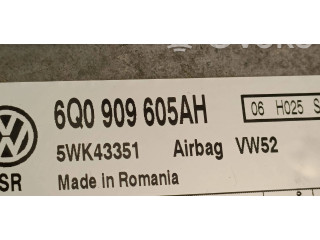 6Q0 909 605AH
06 H025 S
5WK43351 Airbag VW52
SR Made in Romania